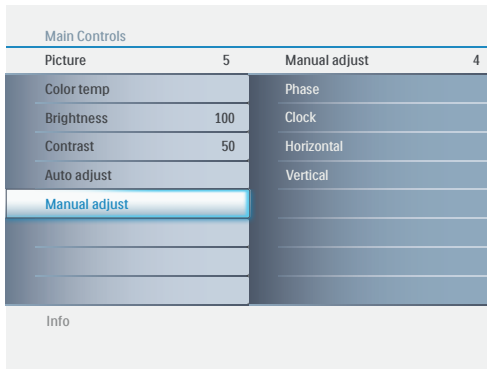 Main Controls
Picture 5 Manual adjust 4
Color temp Phase
Brightness 100 Clock
Contrast 50 Horizontal
Auto adjust Vertical
Manual adjust
Info